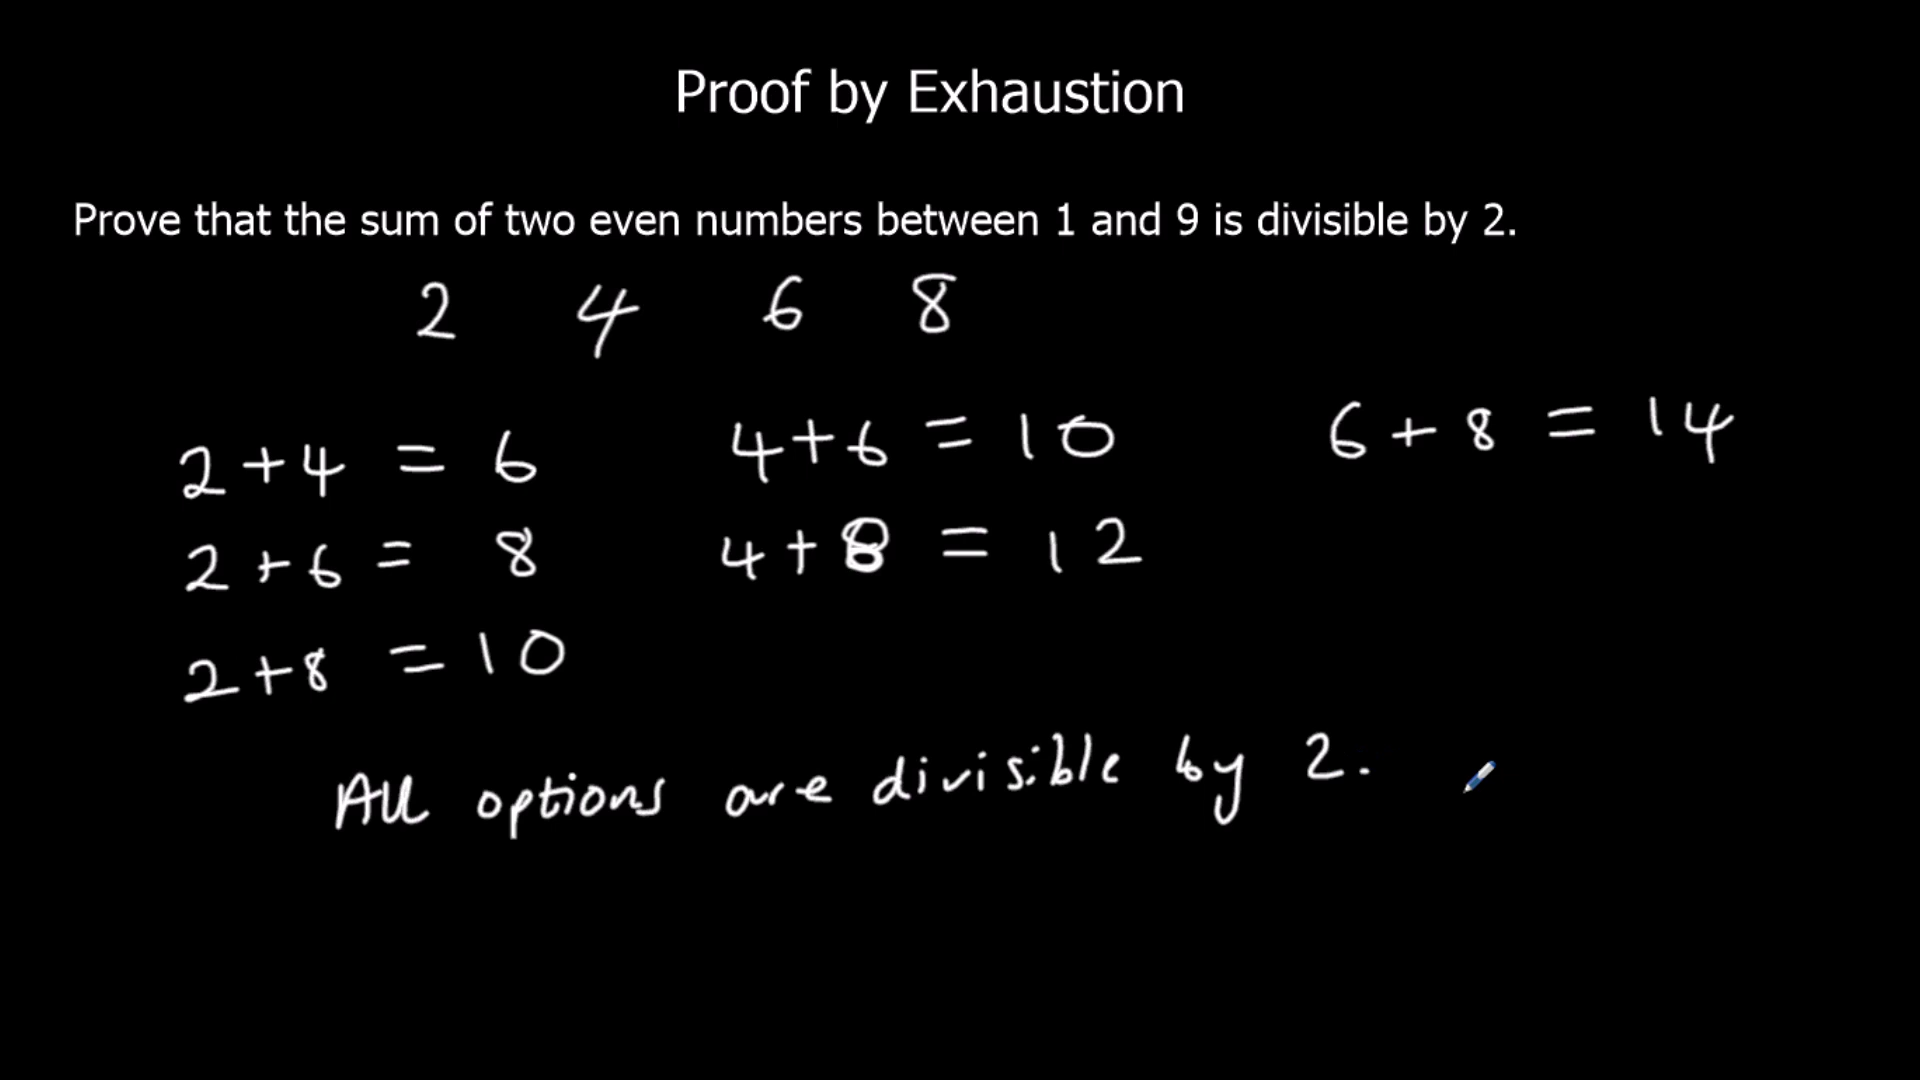 Proof by Exhaustion
Prove that the sum of two even numbers between 1 and 9 is divisible by 2.
2 4 6 8
2+4 = 6
2+6 = 8
2+8 = 10
4+6 = 10
4+8 = 12
6+8 = 14
All options are divisible by 2.